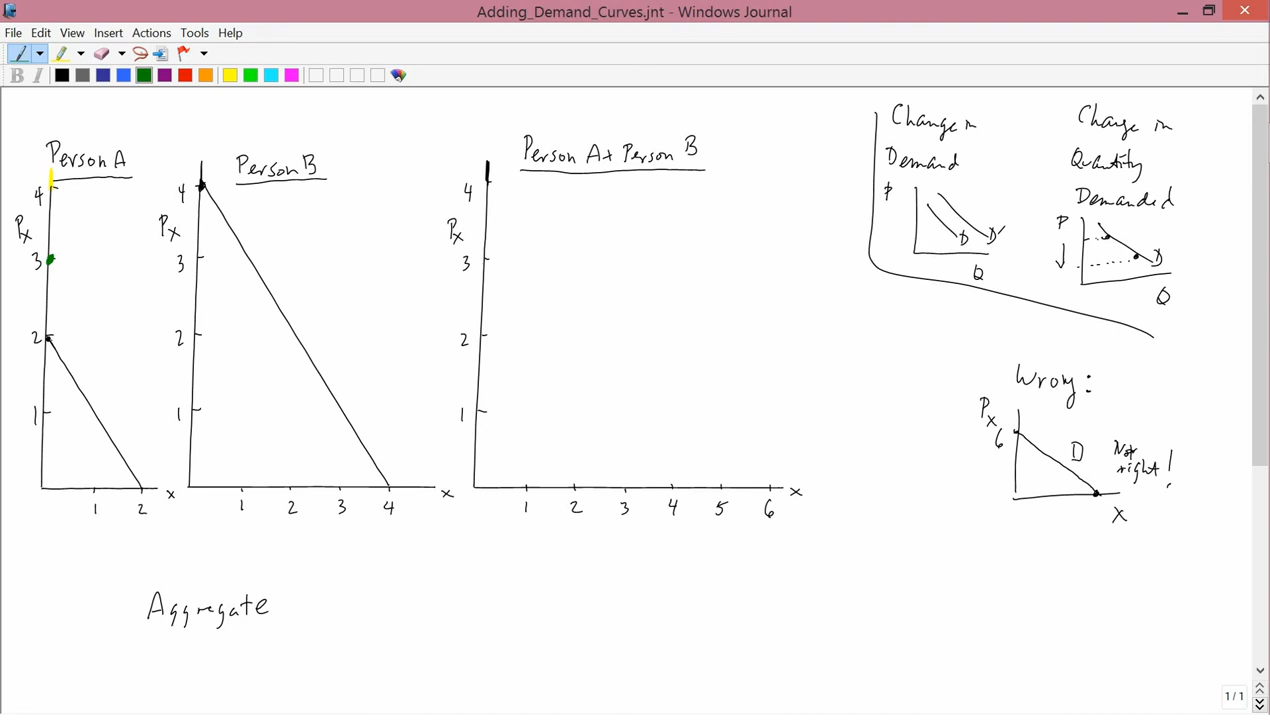 Adding_Demand_Curves.jnt - Windows Journal
File Edit View Insert Actions Tools Help
B I
Person A
4
Px
3
2
1
1 2 x
Person B
4
Px
3
2
1
1 2 3 4 x
Person A + Person B
4
Px
3
2
1
1 2 3 4 5 6 x
Change in
Demand
P
D D'
Q
Change in
Quantity
Demanded
P
D
Q
Wrong:
Px
6
D
Not
right!
X
Aggregate
1 / 1